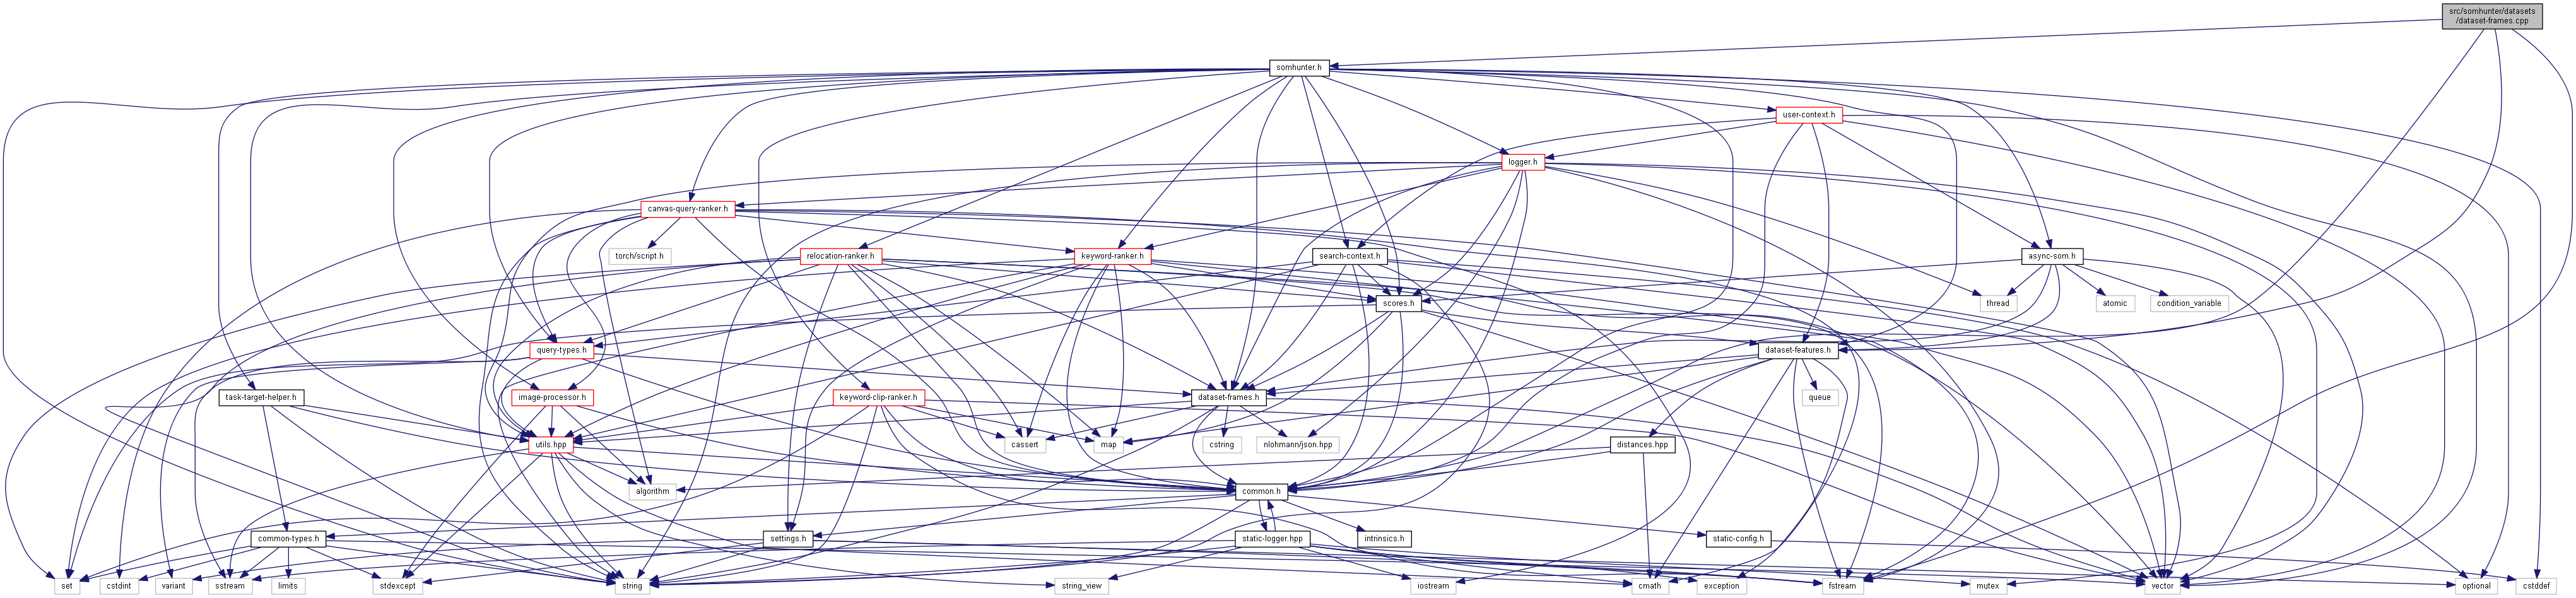 src/somhunter/datasets
/dataset-frames.cpp
somhunter.h
user-context.h
logger.h
canvas-query-ranker.h
torch/script.h
relocation-ranker.h
keyword-ranker.h
search-context.h
async-som.h
scores.h
thread
atomic
condition_variable
query-types.h
dataset-features.h
task-target-helper.h
image-processor.h
keyword-clip-ranker.h
dataset-frames.h
queue
utils.hpp
cassert
map
cstring
nlohmann/json.hpp
distances.hpp
algorithm
common.h
common-types.h
settings.h
static-logger.hpp
intrinsics.h
static-config.h
set
cstdint
variant
sstream
limits
stdexcept
string
string_view
iostream
cmath
exception
fstream
mutex
vector
optional
cstddef